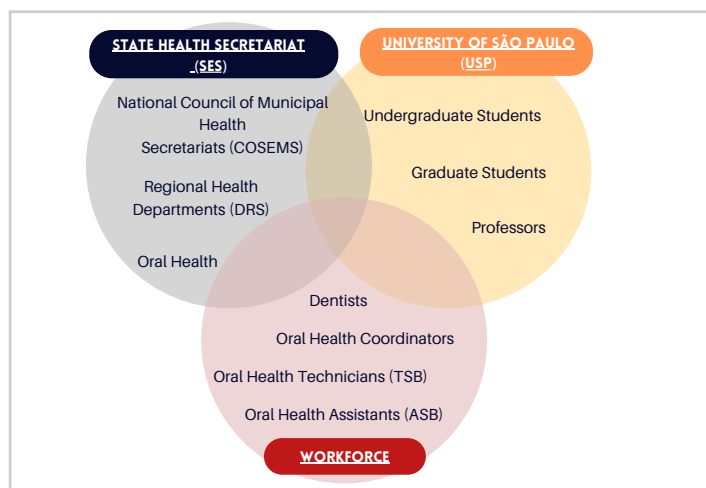 STATE HEALTH SECRETARIAT
(SES)
National Council of Municipal
Health
Secretariats (COSEMS)
Regional Health
Departments (DRS)
Oral Health
UNIVERSITY OF SÃO PAULO
(USP)
Undergraduate Students
Graduate Students
Professors
Dentists
Oral Health Coordinators
Oral Health Technicians (TSB)
Oral Health Assistants (ASB)
WORKFORCE